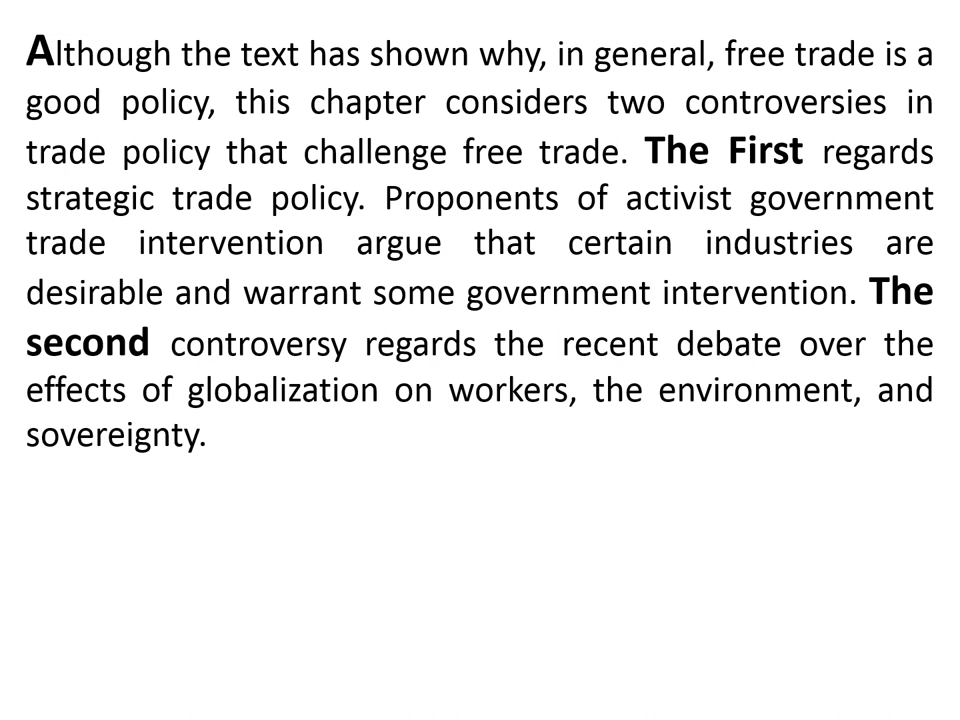 Although the text has shown why, in general, free trade is a
good policy, this chapter considers two controversies in
trade policy that challenge free trade. The First regards
strategic trade policy. Proponents of activist government
trade intervention argue that certain industries are
desirable and warrant some government intervention. The
second controversy regards the recent debate over the
effects of globalization on workers, the environment, and
sovereignty.